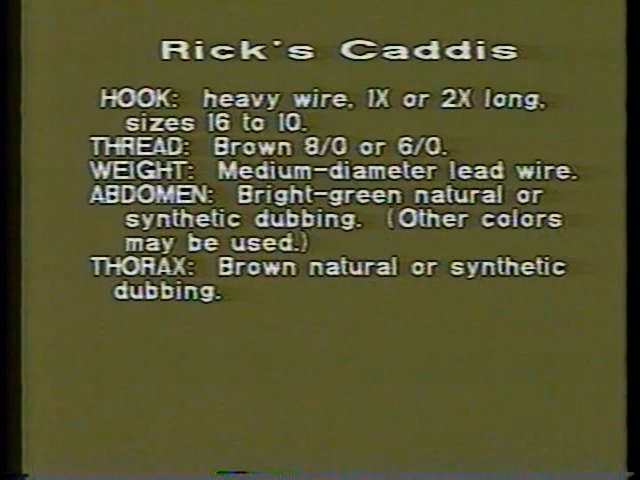 Rick's Caddis
HOOK: heavy wire, 1X or 2X long,
sizes 16 to 10.
THREAD: Brown 8/0 or 6/0.
WEIGHT: Medium-diameter lead wire.
ABDOMEN: Bright-green natural or
synthetic dubbing. (Other colors
may be used.)
THORAX: Brown natural or synthetic
dubbing.